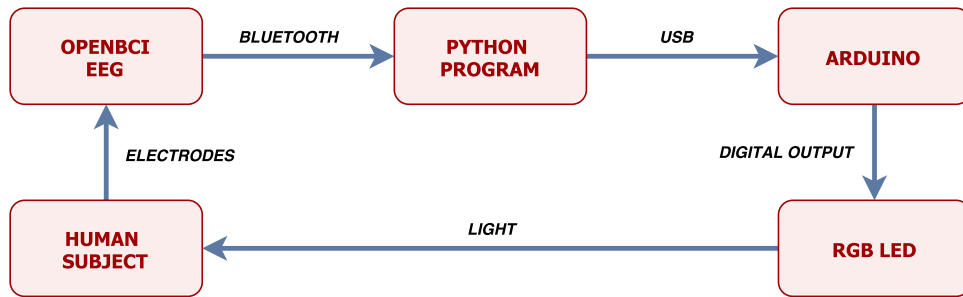 OPENBCI
EEG
BLUETOOTH
PYTHON
PROGRAM
USB
ARDUINO
ELECTRODES
DIGITAL OUTPUT
HUMAN
SUBJECT
LIGHT
RGB LED